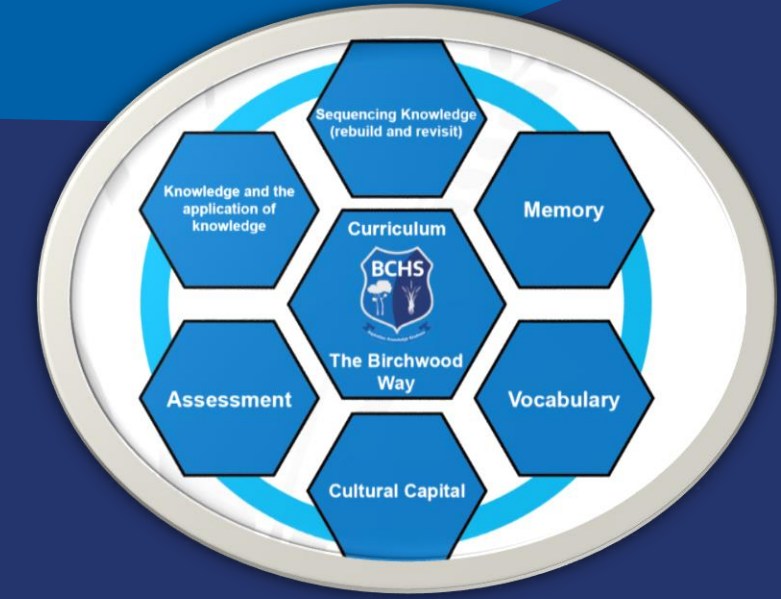 Sequencing Knowledge
(rebuild and revisit)
Knowledge and the
application of
knowledge
Memory
Curriculum
BCHS
The Birchwood
Way
Assessment
Vocabulary
Cultural Capital